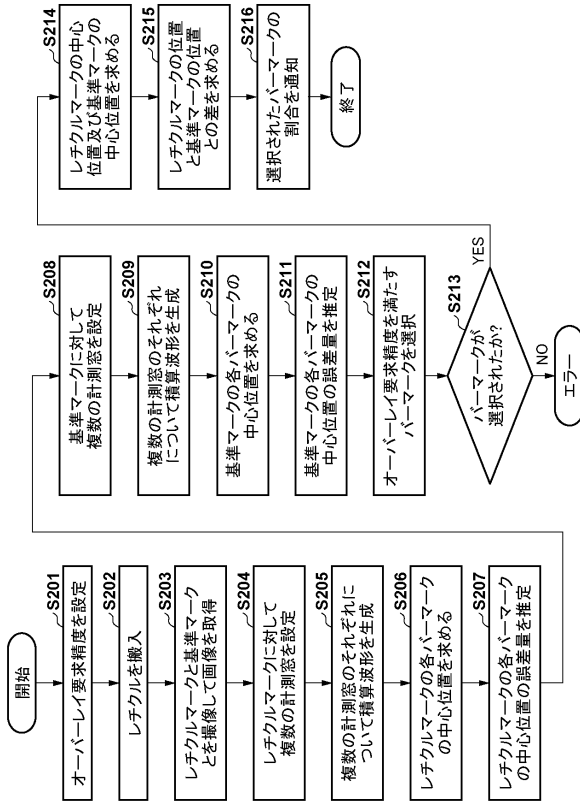 開始
S201
オーバーレイ要求精度を設定
S202
レチクルを搬入
S203
レチクルマークと基準マーク
とを撮像して画像を取得
S204
レチクルマークに対して
複数の計測窓を設定
S205
複数の計測窓のそれぞれに
ついて積算波形を生成
S206
レチクルマークの各バーマーク
の中心位置を求める
S207
レチクルマークの各バーマーク
の中心位置の誤差量を推定
S208
基準マークに対して
複数の計測窓を設定
S209
複数の計測窓のそれぞれ
について積算波形を生成
S210
基準マークの各バーマークの
中心位置を求める
S211
基準マークの各バーマークの
中心位置の誤差量を推定
S212
オーバーレイ要求精度を満たす
バーマークを選択
S213
バーマークが
選択されたか?
YES
NO
エラー
S214
レチクルマークの中心
位置及び基準マークの
中心位置を求める
S215
レチクルマークの位置
と基準マークの位置
との差を求める
S216
選択されたバーマークの
割合を通知
終了